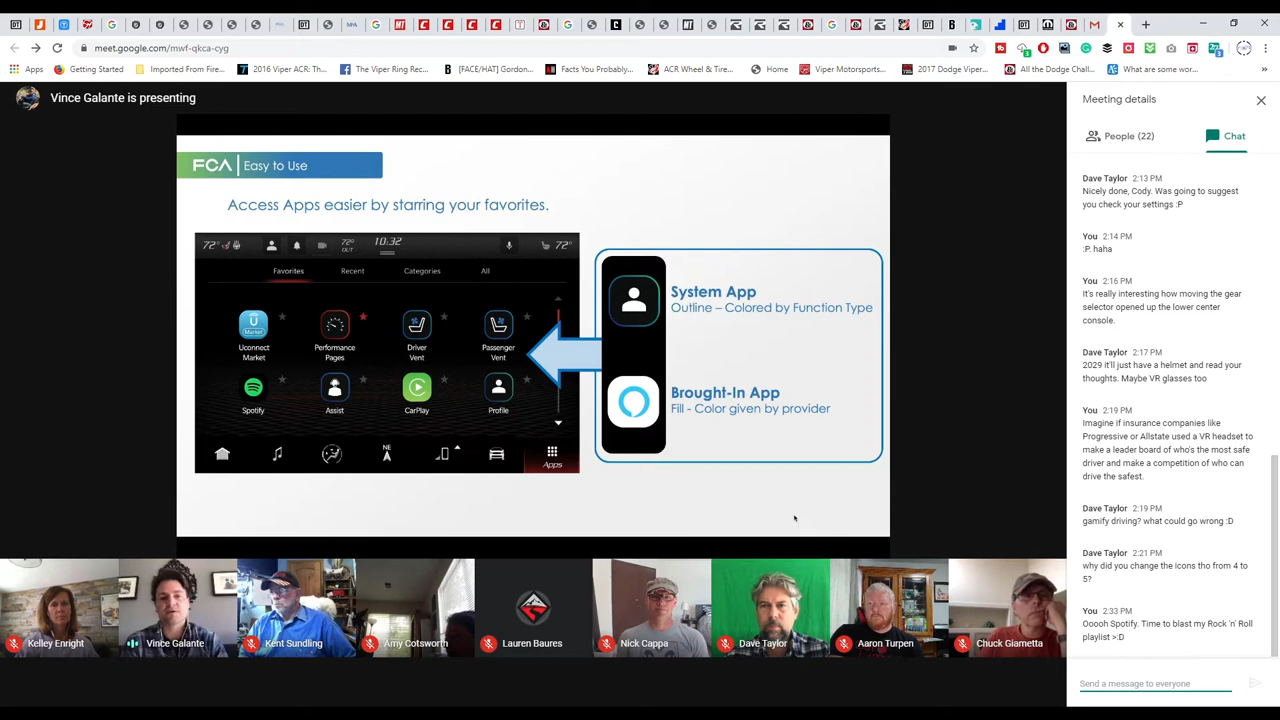 meet.google.com/mwf-qkca-cyg
Apps
Getting Started
Imported From Fire...
2016 Viper ACR: Th...
The Viper Ring Rec...
[FACE/HAT] Gordon...
Facts You Probably...
ACR Wheel & Tire...
Home
Viper Motorsports...
2017 Dodge Viper...
All the Dodge Chall...
What are some wor...
Vince Galante is presenting
FCA Easy to Use
Access Apps easier by starring your favorites.
72° 72° OUT 10:32 72°
Favorites Recent Categories All
Uconnect Market
Performance Pages
Driver Vent
Passenger Vent
Spotify
Assist
CarPlay
Profile
NE
Apps
System App
Outline – Colored by Function Type
Brought-In App
Fill - Color given by provider
Kelley Enright
Vince Galante
Kent Sundling
Amy Cotsworth
Lauren Baures
Nick Cappa
Dave Taylor
Aaron Turpen
Chuck Giametta
Meeting details
People (22)
Chat
Dave Taylor 2:13 PM
Nicely done, Cody. Was going to suggest
you check your settings :P
You 2:14 PM
:P. haha
You 2:16 PM
It's really interesting how moving the gear
selector opened up the lower center
console.
Dave Taylor 2:17 PM
2029 it'll just have a helmet and read your
thoughts. Maybe VR glasses too
You 2:19 PM
Imagine if insurance companies like
Progressive or Allstate used a VR headset to
make a leader board of who's the most safe
driver and make a competition of who can
drive the safest.
Dave Taylor 2:19 PM
gamify driving? what could go wrong :D
Dave Taylor 2:21 PM
why did you change the icons tho from 4 to
5?
You 2:33 PM
Ooooh Spotify. Time to blast my Rock 'n' Roll
playlist >:D
Send a message to everyone